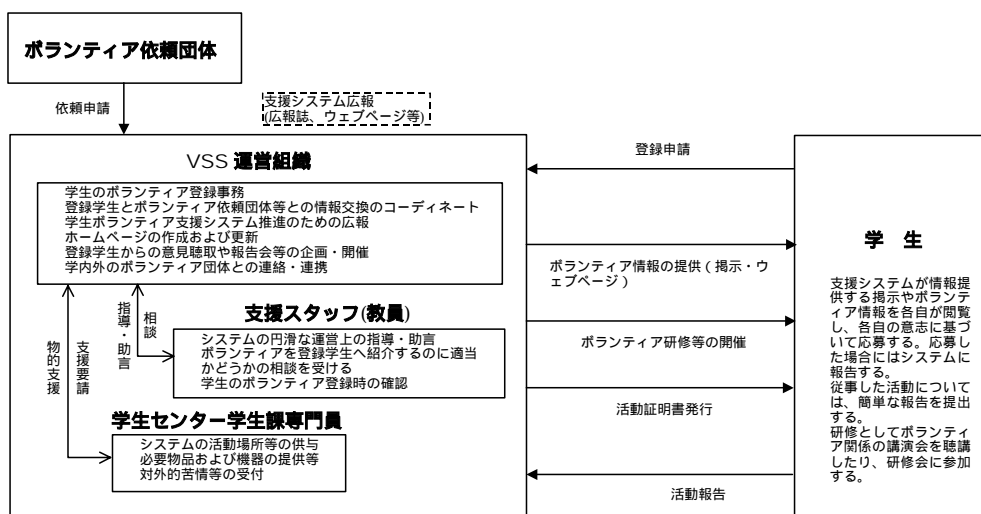 ボランティア依頼団体
依頼申請
支援システム広報
(広報誌、ウェブページ等)
VSS 運営組織
学生のボランティア登録事務
登録学生とボランティア依頼団体等との情報交換のコーディネート
学生ボランティア支援システム推進のための広報
ホームページの作成および更新
登録学生からの意見聴取や報告会等の企画・開催
学内外のボランティア団体との連絡・連携
指導・助言
相談
物的支援
支援要請
支援スタッフ(教員)
システムの円滑な運営上の指導・助言
ボランティアを登録学生へ紹介するのに適当
かどうかの相談を受ける
学生のボランティア登録時の確認
学生センター学生課専門員
システムの活動場所等の供与
必要物品および機器の提供等
対外的苦情等の受付
登録申請
ボランティア情報の提供(掲示・ウ
ェブページ)
ボランティア研修等の開催
活動証明書発行
活動報告
学 生
支援システムが情報提
供する掲示やボランテ
ィア情報を各自が閲覧
し、各自の意志に基づ
いて応募する。応募し
た場合にはシステムに
報告する。
従事した活動について
は、簡単な報告を提出
する。
研修としてボランティ
ア関係の講演会を聴講
したり、研修会に参加
する。